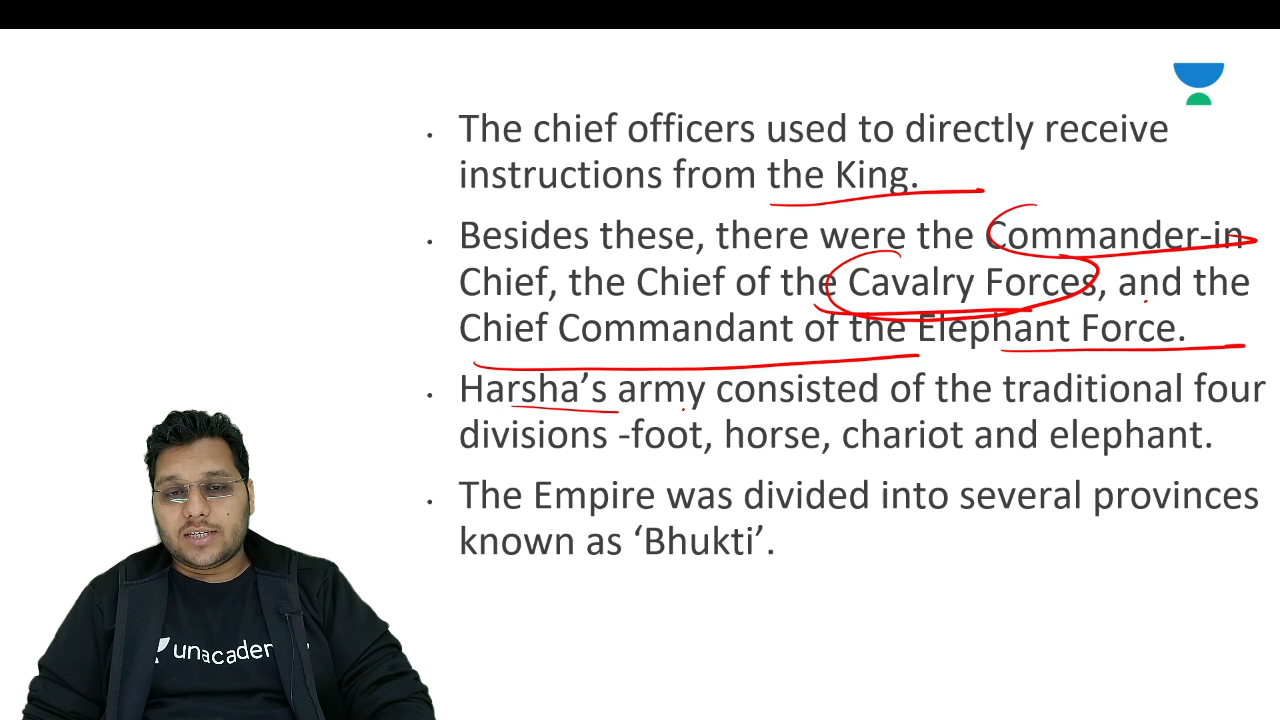 The chief officers used to directly receive
instructions from the King.
Besides these, there were the Commander-in
Chief, the Chief of the Cavalry Forces, and the
Chief Commandant of the Elephant Force.
Harsha’s army consisted of the traditional four
divisions -foot, horse, chariot and elephant.
The Empire was divided into several provinces
known as ‘Bhukti’.